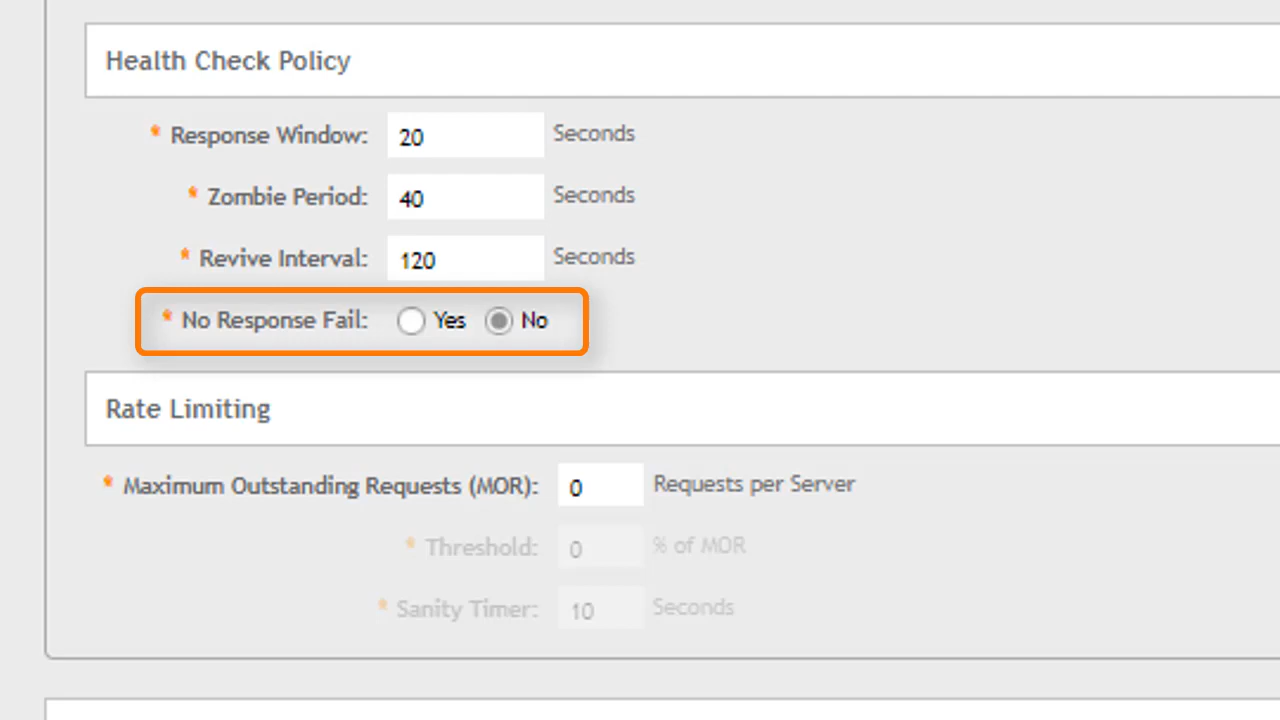 Health Check Policy
* Response Window: 20 Seconds
* Zombie Period: 40 Seconds
* Revive Interval: 120 Seconds
* No Response Fail: Yes No
Rate Limiting
* Maximum Outstanding Requests (MOR): 0 Requests per Server
* Threshold: 0 % of MOR
* Sanity Timer: 10 Seconds